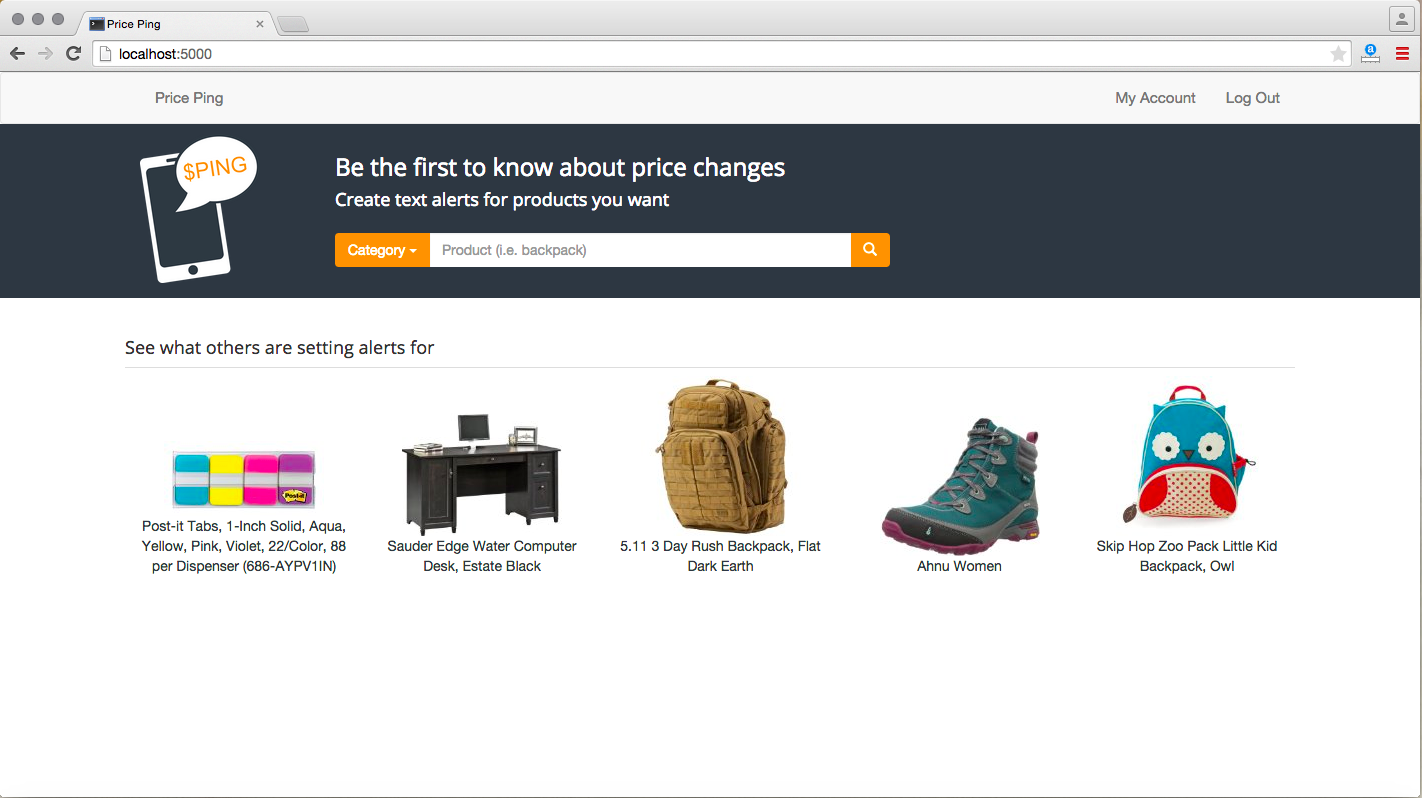 Price Ping
localhost:5000
Price Ping
My Account
Log Out
$PING
Be the first to know about price changes
Create text alerts for products you want
Category
Product (i.e. backpack)
See what others are setting alerts for
Post-it
Post-it Tabs, 1-Inch Solid, Aqua,
Yellow, Pink, Violet, 22/Color, 88
per Dispenser (686-AYPV1IN)
Sauder Edge Water Computer
Desk, Estate Black
5.11 3 Day Rush Backpack, Flat
Dark Earth
Ahnu Women
Skip Hop Zoo Pack Little Kid
Backpack, Owl